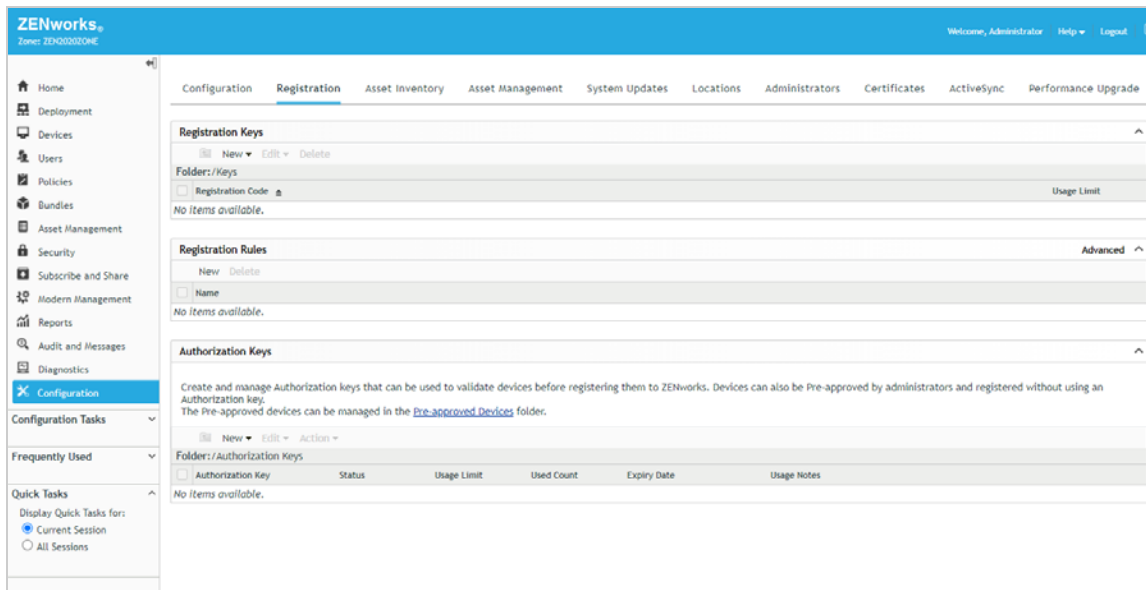 ZENworks®
Zone: ZEN2020ZONE
Welcome, Administrator Help Logout
Home
Deployment
Devices
Users
Policies
Bundles
Asset Management
Security
Subscribe and Share
Modern Management
Reports
Audit and Messages
Diagnostics
Configuration
Configuration Tasks
Frequently Used
Quick Tasks
Display Quick Tasks for:
Current Session
All Sessions
Configuration Registration Asset Inventory Asset Management System Updates Locations Administrators Certificates ActiveSync Performance Upgrade
Registration Keys
New Edit Delete
Folder:/Keys
Registration Code Usage Limit
No items available.
Registration Rules Advanced
New Delete
Name
No items available.
Authorization Keys
Create and manage Authorization keys that can be used to validate devices before registering them to ZENworks. Devices can also be Pre-approved by administrators and registered without using an
Authorization key.
The Pre-approved devices can be managed in the Pre-approved Devices folder.
New Edit Action
Folder:/Authorization Keys
Authorization Key Status Usage Limit Used Count Expiry Date Usage Notes
No items available.